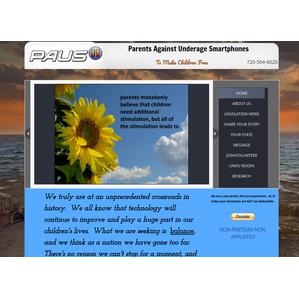 PAUS
Parents Against Underage Smartphones
To Make Children Free
720-504-6020
parents mistakenly
believe that children
need additional
stimulation, but all of
the stimulation leads to
HOME
ABOUT US
LEGISLATION NEWS
SHARE YOUR STORY
YOUR STATE
MESSAGE
JOIN/VOLUNTEER
LINKS/ BOOKS
RESEARCH
We truly are at an unprecedented crossroads in
history. We all know that technology will
continue to improve and play a huge part in our
children's lives. What we are seeking is balance,
and we think as a nation we have gone too far.
There's no reason we can't stop for a moment, and
Donate
NON-PARTISAN NON-
AFFILIATED